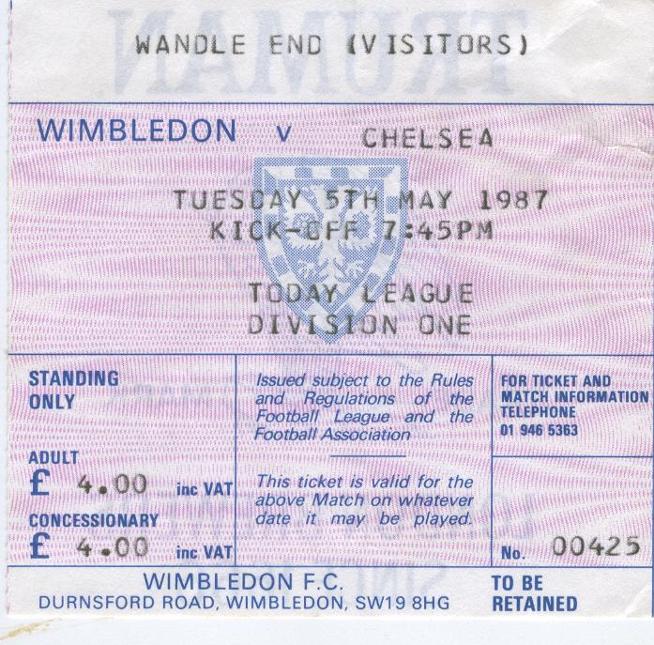 WANDLE END (VISITORS)
WIMBLEDON v CHELSEA
TUESDAY 5TH MAY 1987
KICK-OFF 7:45PM
TODAY LEAGUE
DIVISION ONE
STANDING
ONLY
ADULT
£ 4.00 inc VAT
CONCESSIONARY
£ 4.00 inc VAT
Issued subject to the Rules
and Regulations of the
Football League and the
Football Association
This ticket is valid for the
above Match on whatever
date it may be played.
FOR TICKET AND
MATCH INFORMATION
TELEPHONE
01 946 5363
No. 00425
WIMBLEDON F.C.
DURNSFORD ROAD, WIMBLEDON, SW19 8HG
TO BE
RETAINED
TRUMAN